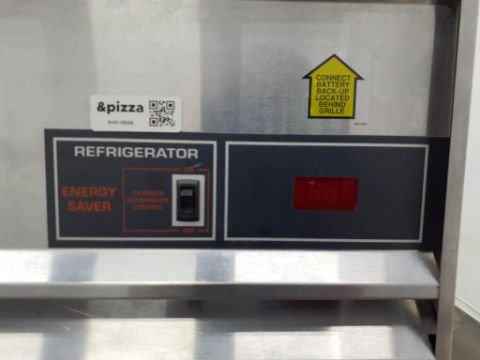 CONNECT
BATTERY
BACK-UP
LOCATED
BEHIND
GRILLE
&pizza
REFRIGERATOR
ENERGY
SAVER
ON
EXTERIOR
CONDENSATE
CONTROL
OFF